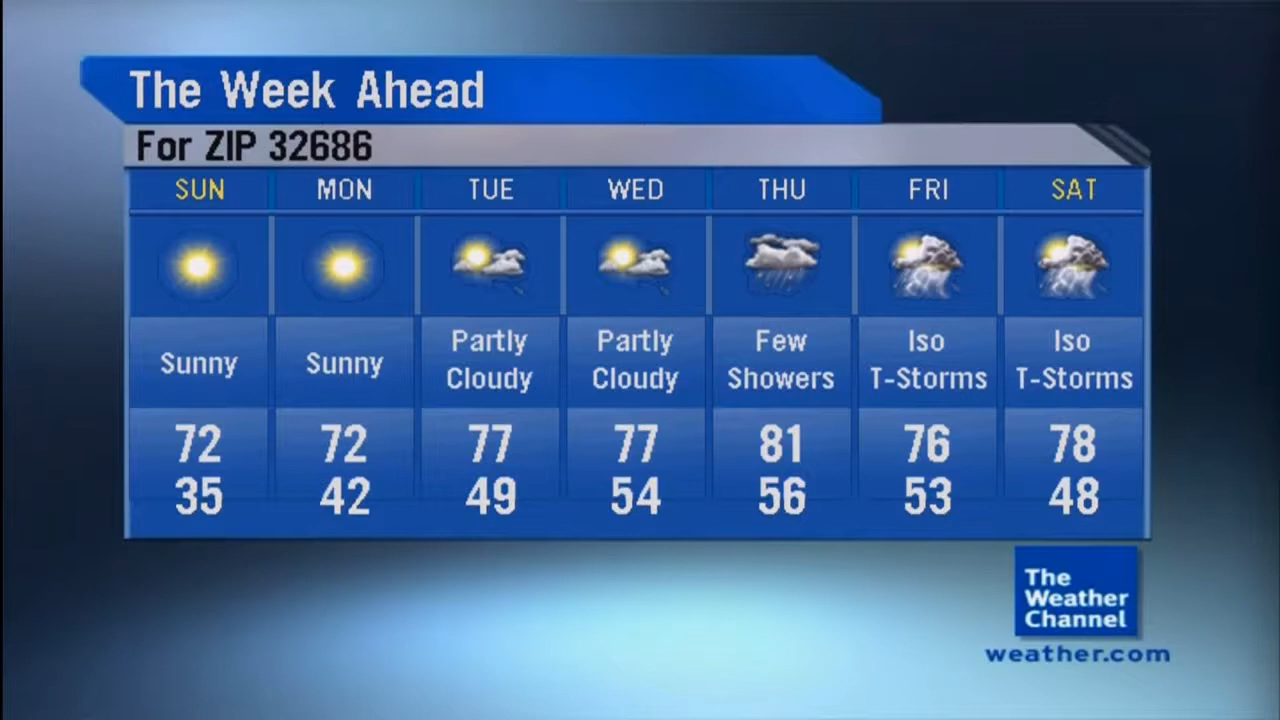 The Week Ahead
For ZIP 32686
SUN MON TUE WED THU FRI SAT
Sunny Sunny Partly Cloudy Partly Cloudy Few Showers Iso T-Storms Iso T-Storms
72 72 77 77 81 76 78
35 42 49 54 56 53 48
The
Weather
Channel
weather.com